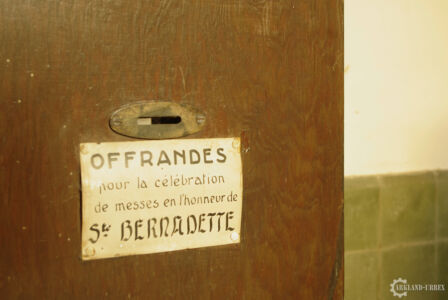 OFFRANDES
pour la célébration
de messes en l'honneur de
Ste BERNADETTE
ARKLAND-URBEX